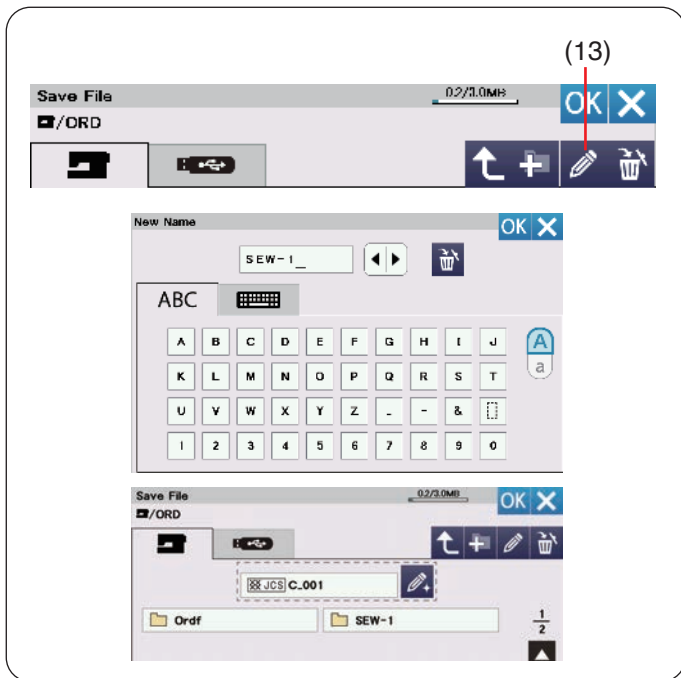 (13)
Save File 0.2/3.0MB OK
/ORD
New Name OK
SEW-1_
ABC
A B C D E F G H I J
A
K L M N O P Q R S T
a
U V W X Y Z _ - &
1 2 3 4 5 6 7 8 9 0
Save File 0.2/3.0MB OK
/ORD
JCS C_001
Ordf SEW-1
1
2